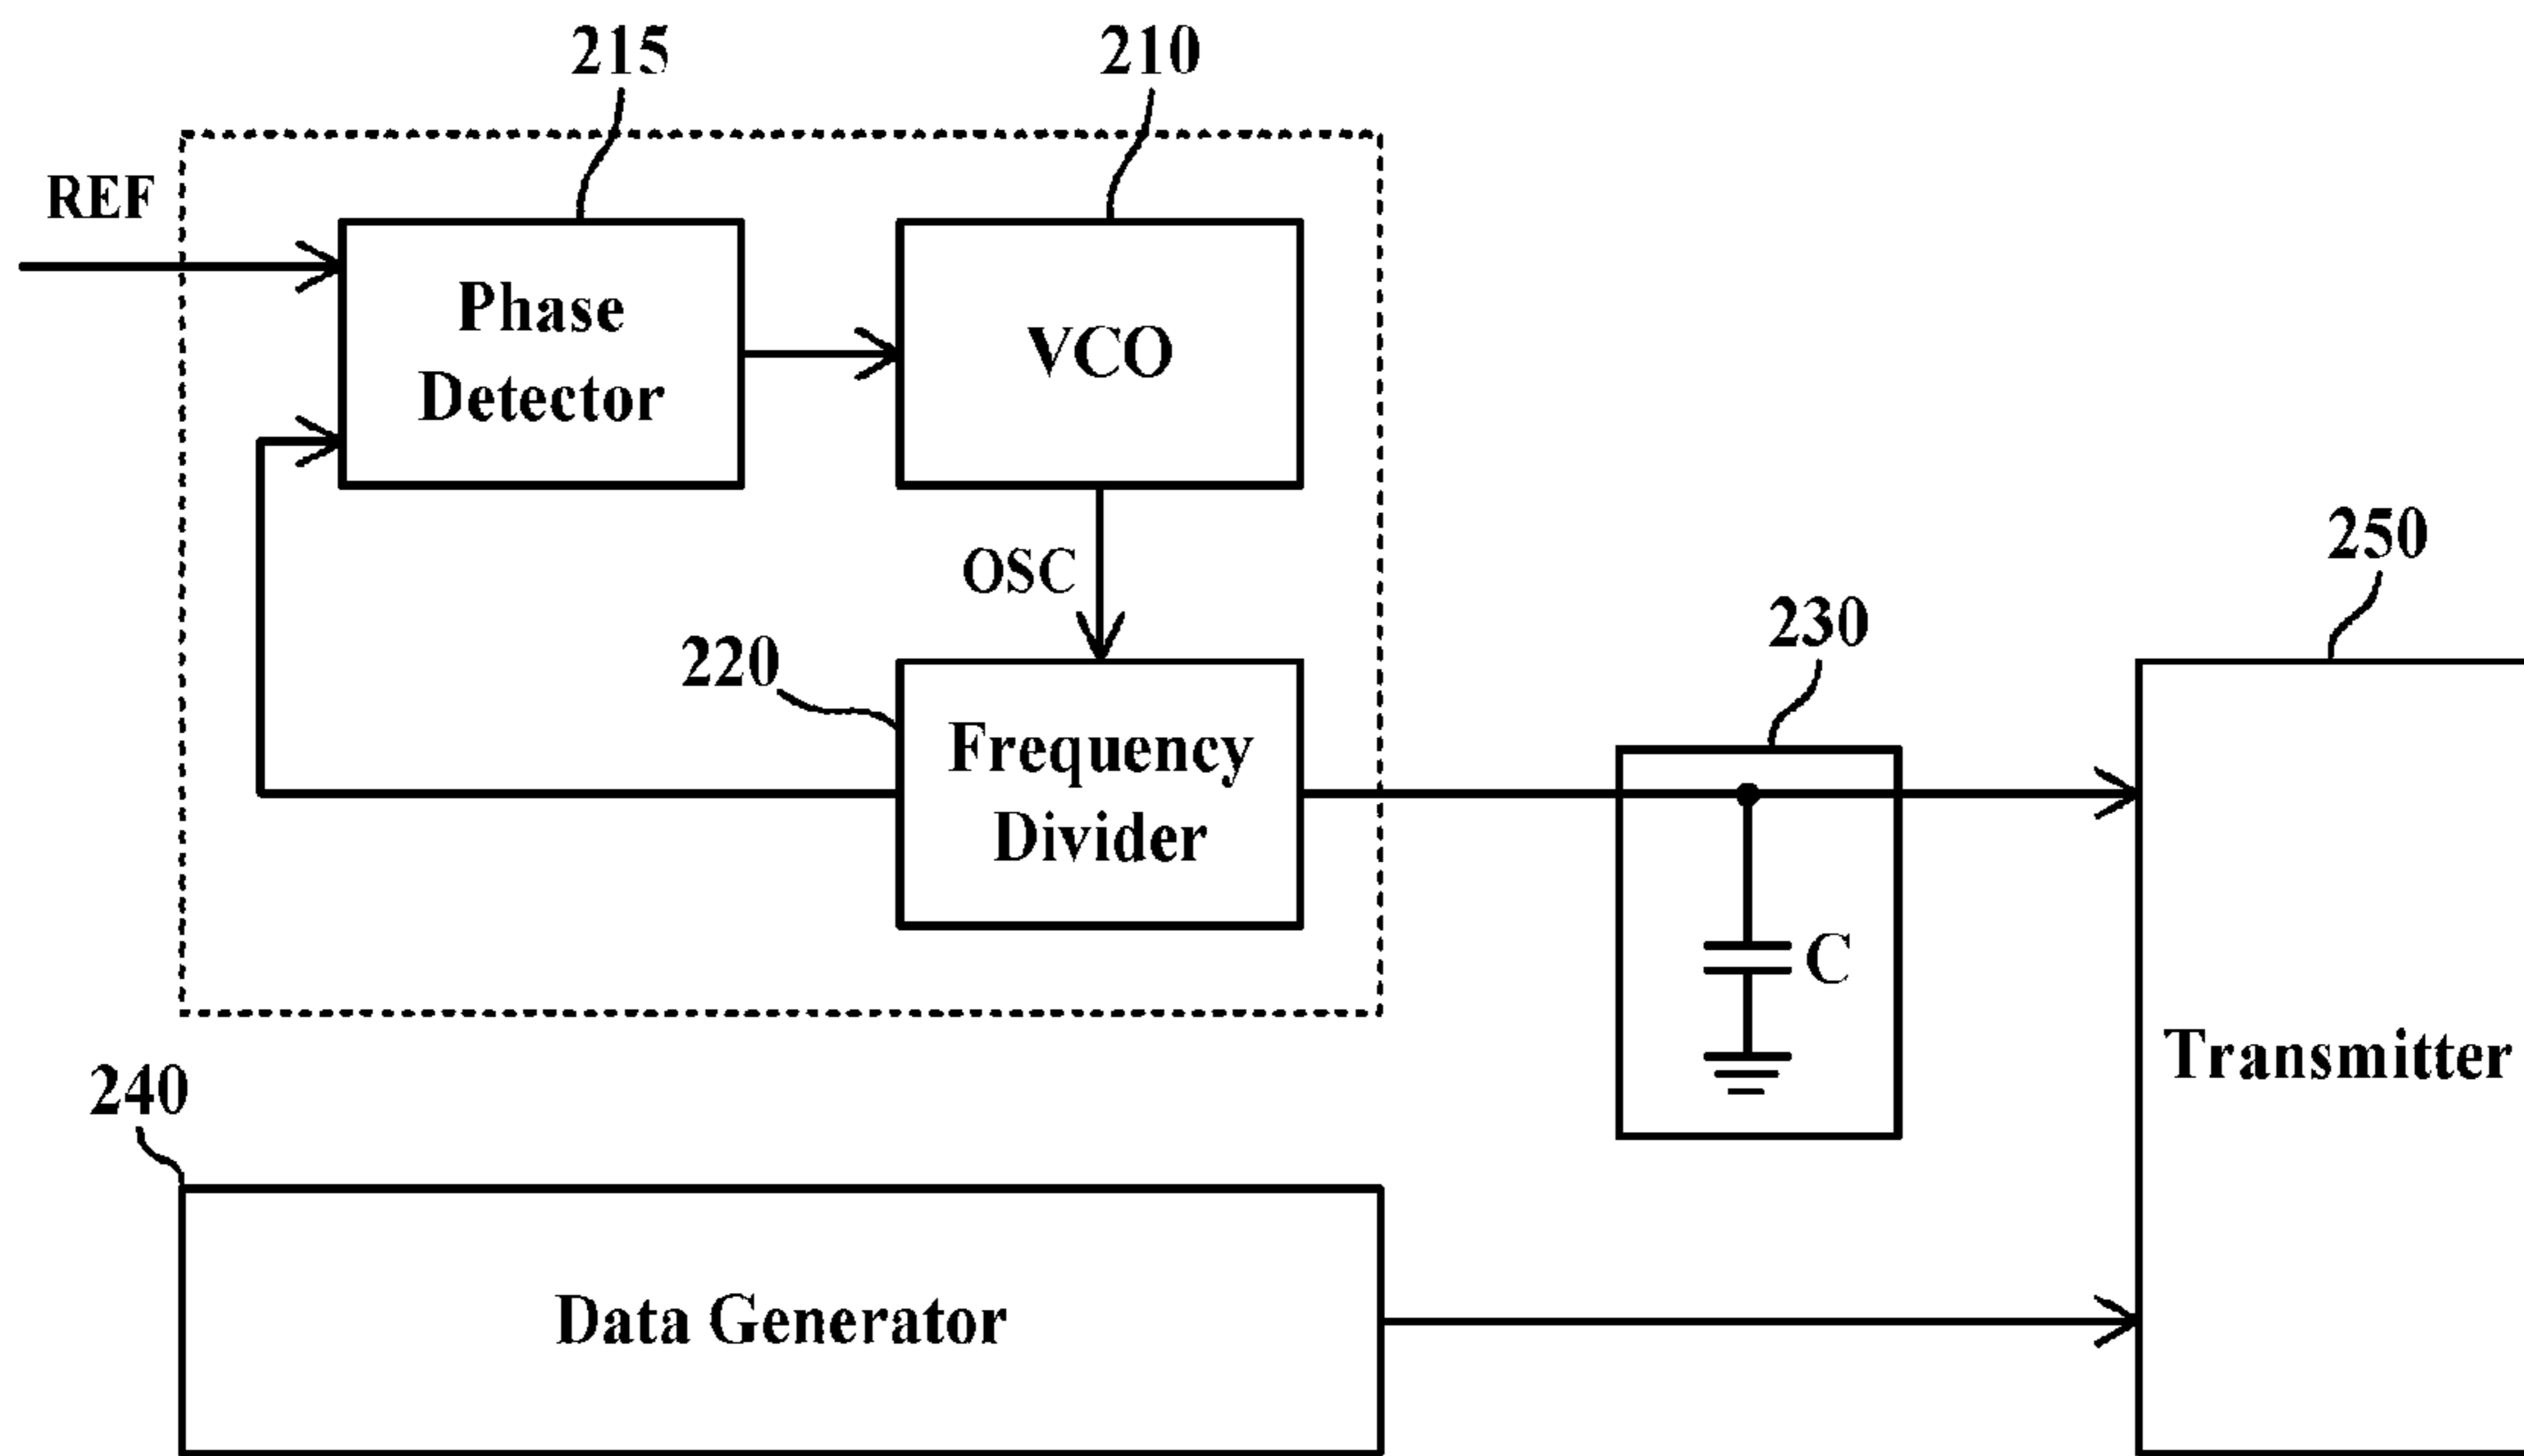 215
210
REF
Phase
Detector
VCO
OSC
250
230
220
Frequency
Divider
C
Transmitter
240
Data Generator